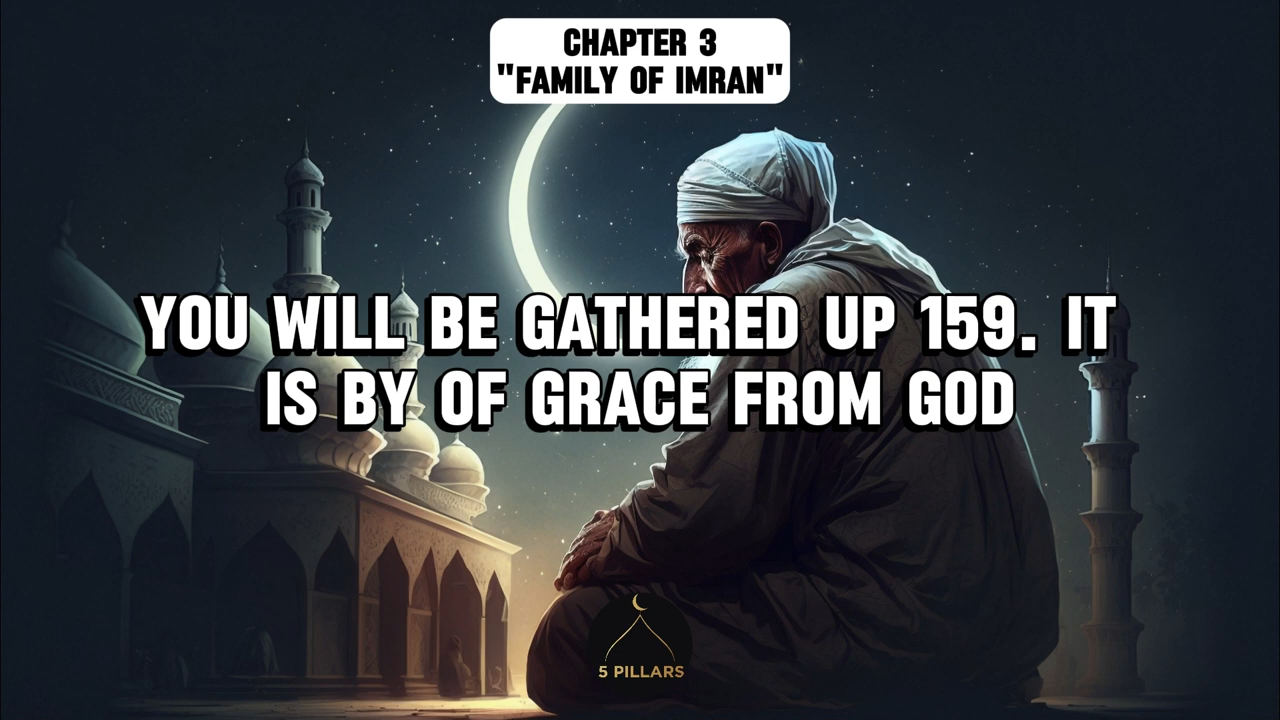 CHAPTER 3
"FAMILY OF IMRAN"
YOU WILL BE GATHERED UP 159. IT
IS BY OF GRACE FROM GOD
5 PILLARS